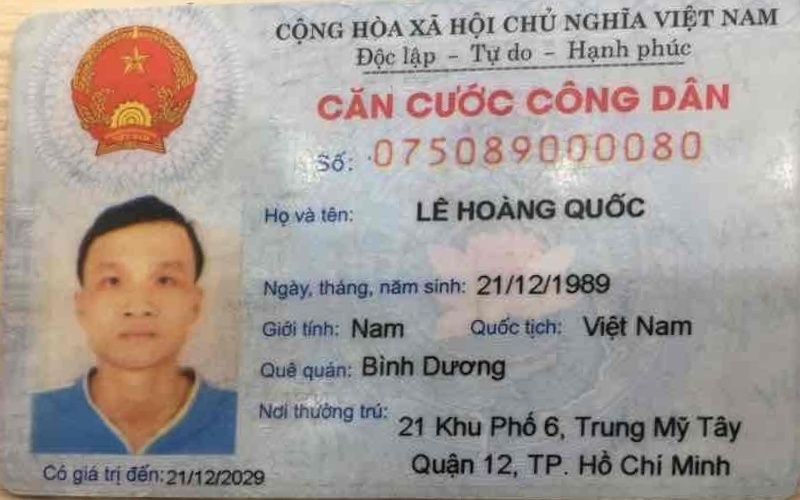 CỘNG HÒA XÃ HỘI CHỦ NGHĨA VIỆT NAM
Độc lập - Tự do - Hạnh phúc
CĂN CƯỚC CÔNG DÂN
Số: 075089000080
Họ và tên: LÊ HOÀNG QUỐC
Ngày, tháng, năm sinh: 21/12/1989
Giới tính: Nam Quốc tịch: Việt Nam
Quê quán: Bình Dương
Nơi thường trú: 21 Khu Phố 6, Trung Mỹ Tây
Quận 12, TP. Hồ Chí Minh
Có giá trị đến: 21/12/2029